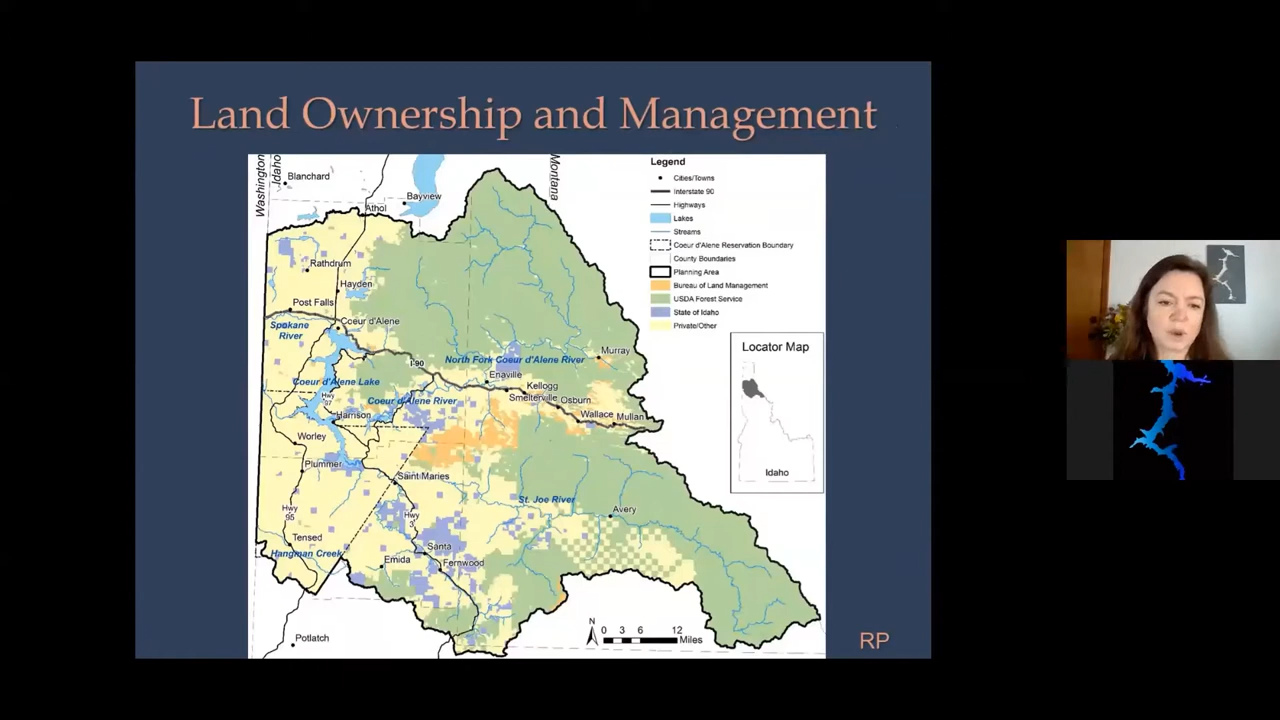 Land Ownership and Management
Washington
Idaho
Montana
Blanchard
Bayview
Athol
Rathdrum
Hayden
Post Falls
Coeur d'Alene
Spokane
River
I-90
North Fork Coeur d'Alene River
Murray
Enaville
Coeur d'Alene Lake
Kellogg
Hwy
Coeur d'Alene River
Smelterville
Osburn
Harrison
Wallace
Mullan
Worley
Plummer
Saint Maries
St. Joe River
Hwy
95
Hwy
3
Avery
Tensed
Hangman Creek
Santa
Emida
Fernwood
Potlatch
Legend
Cities/Towns
Interstate 90
Highways
Lakes
Streams
Coeur d'Alene Reservation Boundary
County Boundaries
Planning Area
Bureau of Land Management
USDA Forest Service
State of Idaho
Private/Other
Locator Map
Idaho
N
0 3 6 12
Miles
RP